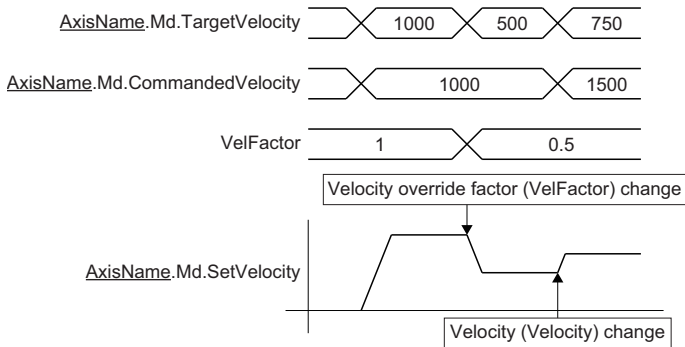 AxisName.Md.TargetVelocity 1000 500 750
AxisName.Md.CommandedVelocity 1000 1500
VelFactor 1 0.5
Velocity override factor (VelFactor) change
AxisName.Md.SetVelocity
Velocity (Velocity) change